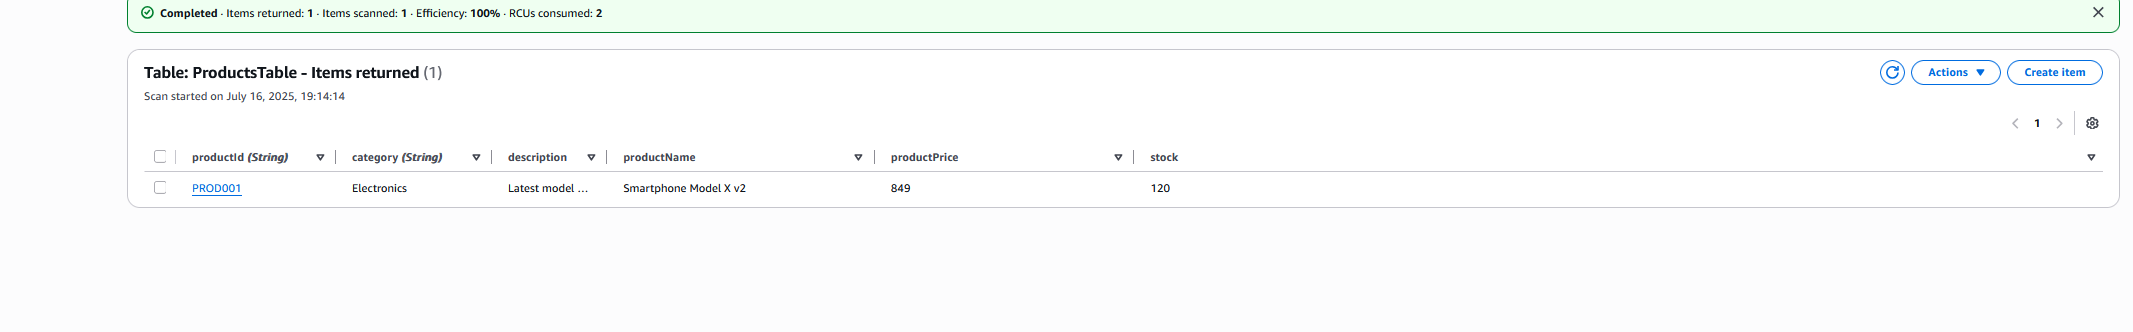 Completed · Items returned: 1 · Items scanned: 1 · Efficiency: 100% · RCUs consumed: 2
Table: ProductsTable - Items returned (1)
Actions Create item
Scan started on July 16, 2025, 19:14:14
1
productId (String) category (String) description productName productPrice stock
PROD001 Electronics Latest model ... Smartphone Model X v2 849 120